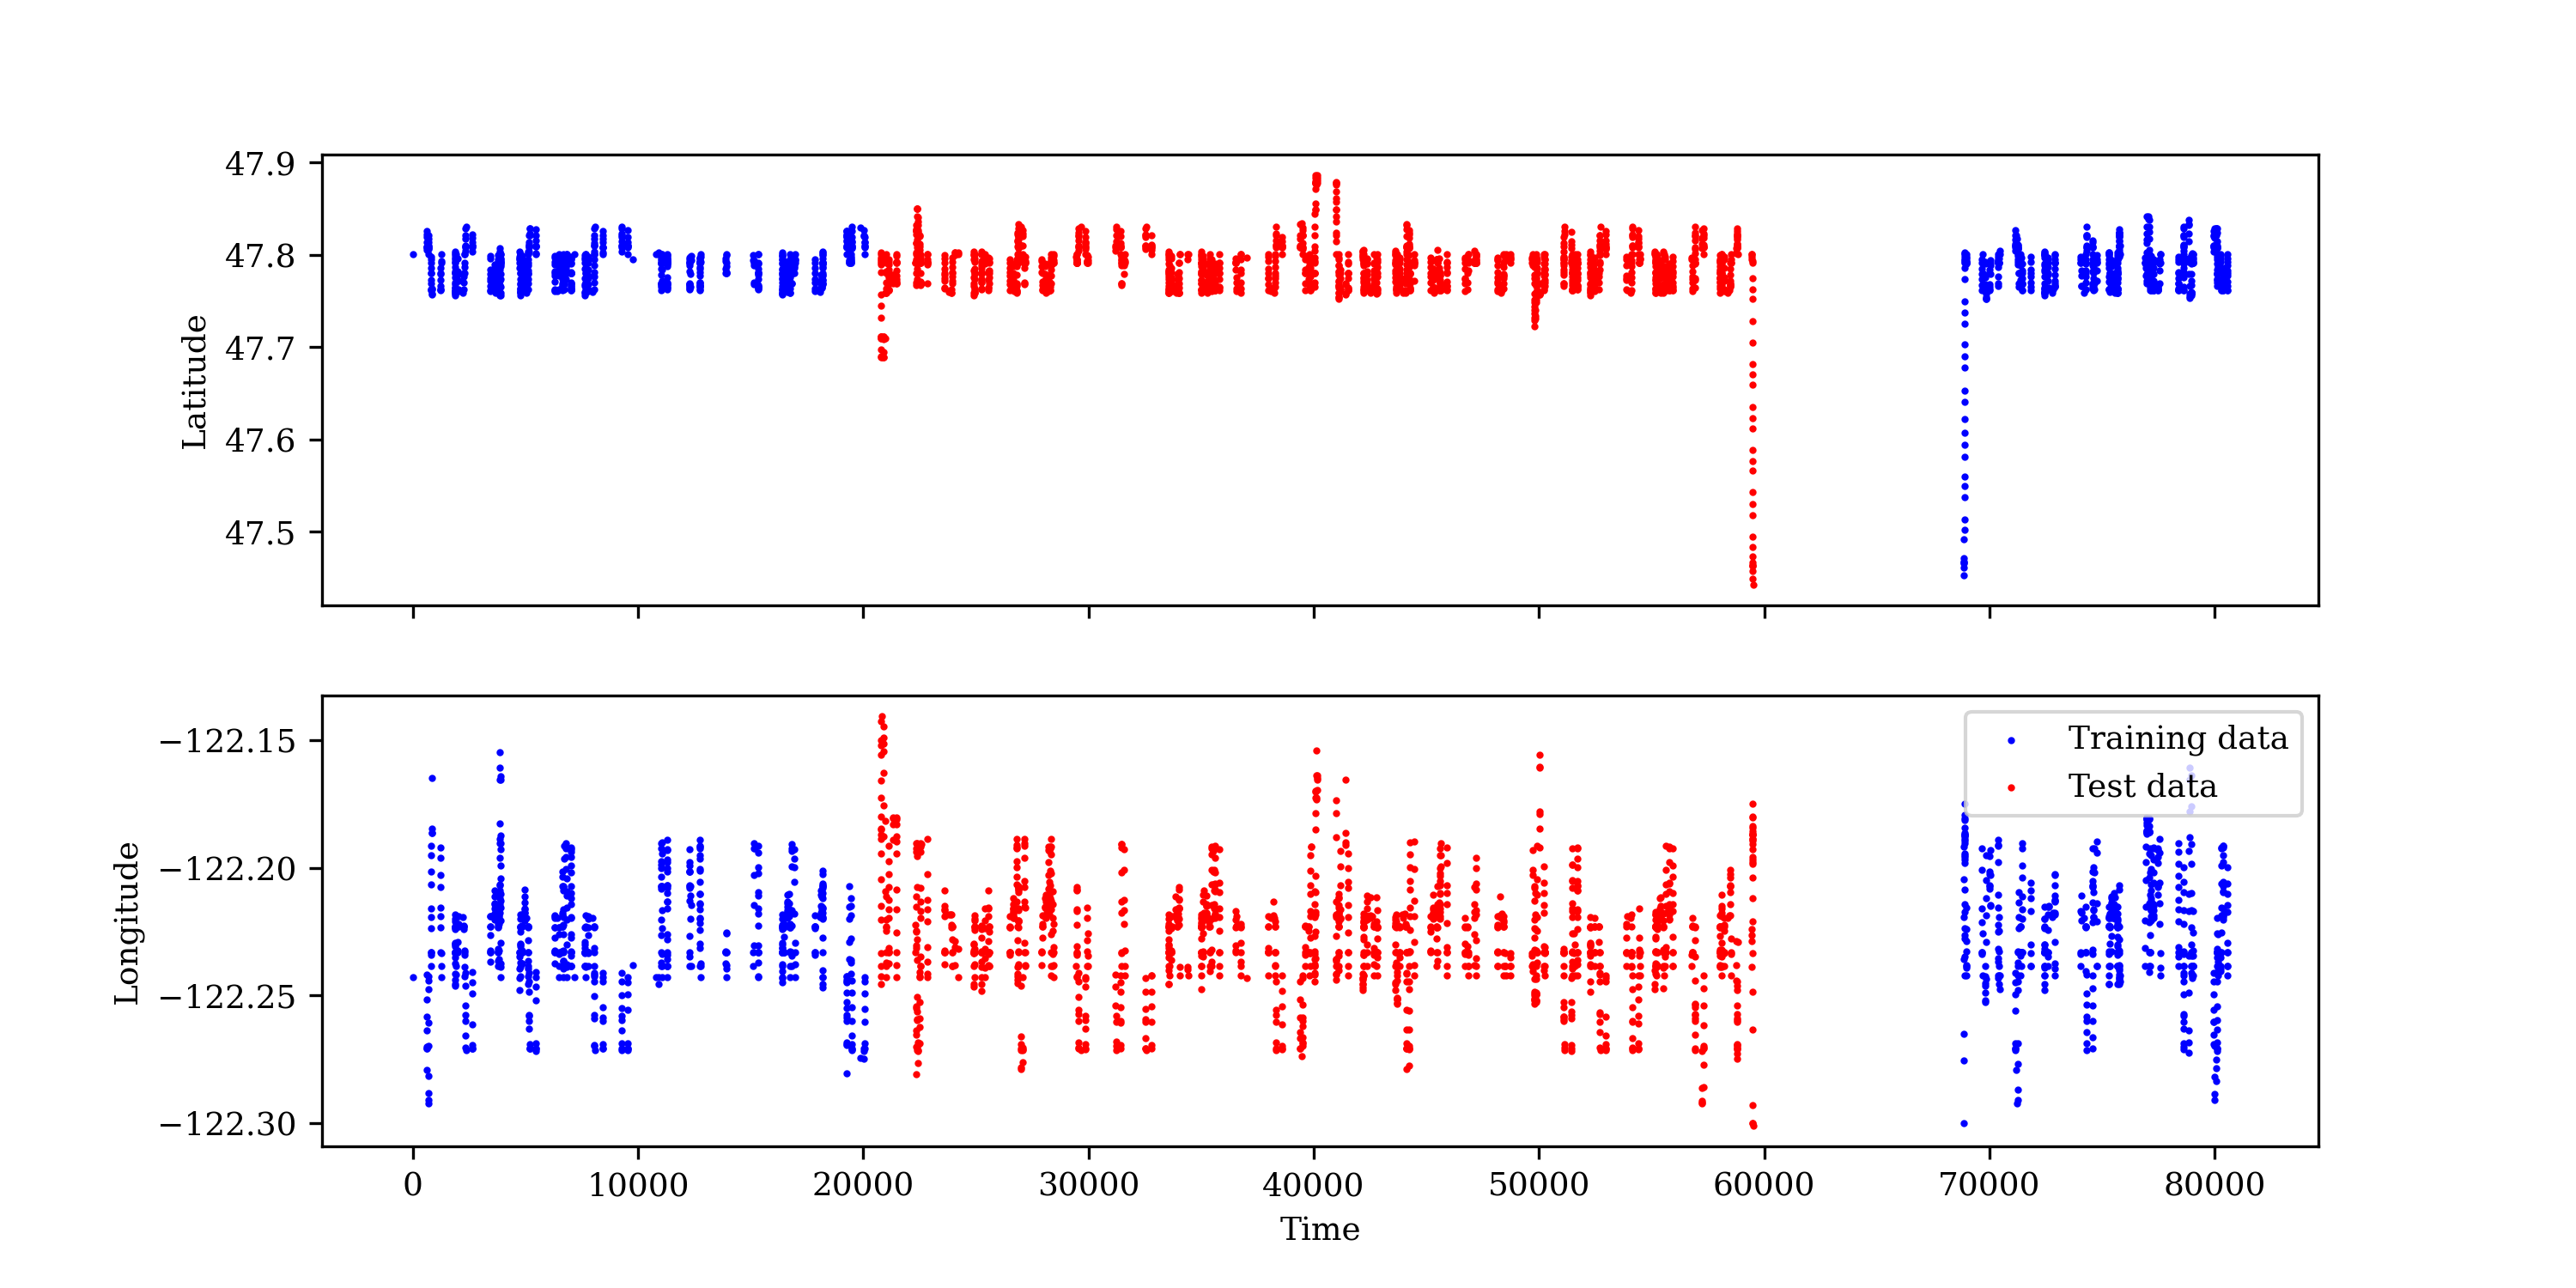 47.9
47.8
47.7
47.6
47.5
Latitude
−122.15
−122.20
−122.25
−122.30
Longitude
Training data
Test data
0 10000 20000 30000 40000 50000 60000 70000 80000
Time